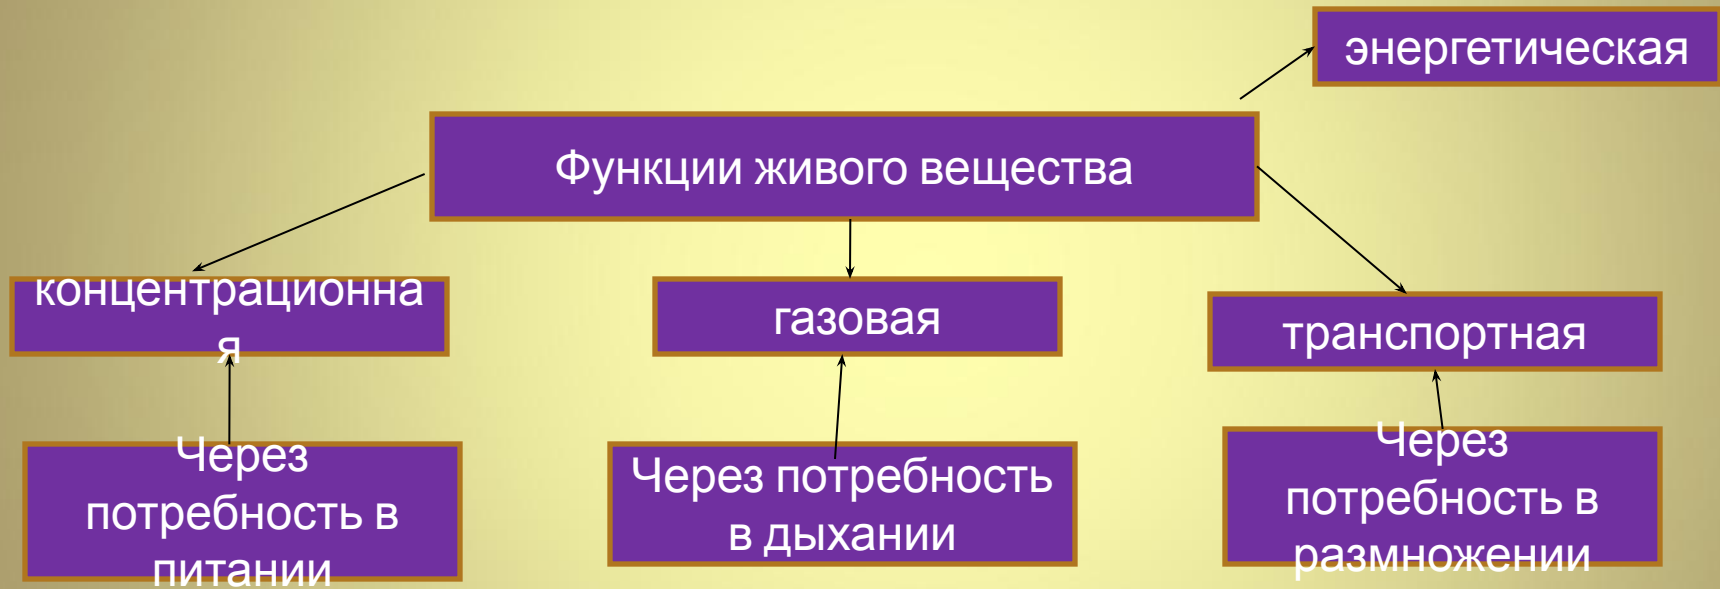 энергетическая
Функции живого вещества
концентрационна
я
газовая
транспортная
Через
потребность в
питании
Через потребность
в дыхании
Через
потребность в
размножении